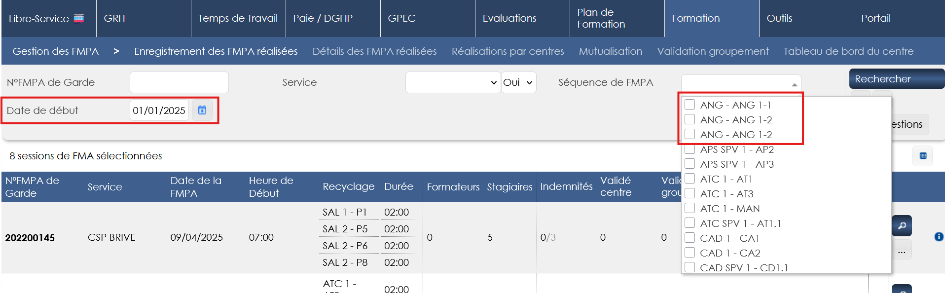 Libre-Service GRH Temps de Travail Paie / DGFIP GPEC Evaluations Plan de Formation Formation Outils Portail
Gestion des FMPA > Enregistrement des FMPA réalisées Détails des FMPA réalisées Réalisations par centres Mutualisation Validation groupement Tableau de bord du centre
N°FMPA de Garde Service Oui Séquence de FMPA Rechercher
Date de début 01/01/2025
estions
ANG - ANG 1-1
ANG - ANG 1-2
ANG - ANG 1-2
APS SPV 1 - AP2
APS SPV 1 - AP3
ATC 1 - AT1
ATC 1 - AT3
ATC 1 - MAN
ATC SPV 1 - AT1.1
CAD 1 - CA1
CAD 1 - CA2
CAD SPV 1 - CD1.1
8 sessions de FMA sélectionnées
N°FMPA de Garde Service Date de la FMPA Heure de Début Recyclage Durée Formateurs Stagiaires Indemnités Validé centre
202200145 CSP BRIVE 09/04/2025 07:00 0 5 0/3 0 0 ...
SAL 1 - P1 02:00
SAL 2 - P5 02:00
SAL 2 - P6 02:00
SAL 2 - P8 02:00
ATC 1 - 02:00